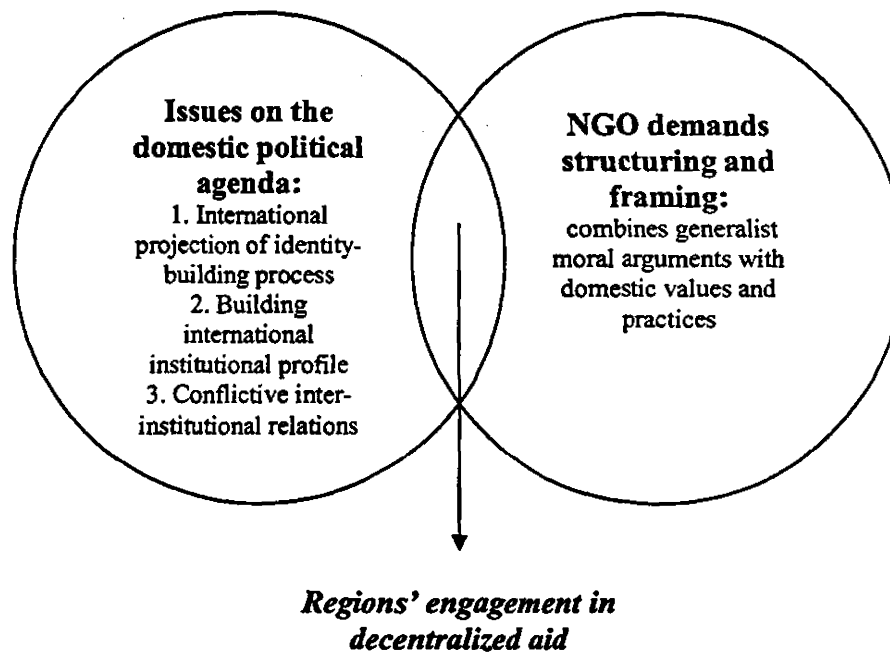 Issues on the
domestic political
agenda:
1. International
projection of identity-
building process
2. Building
international
institutional profile
3. Conflictive inter-
institutional relations
NGO demands
structuring and
framing:
combines generalist
moral arguments with
domestic values and
practices
Regions' engagement in
decentralized aid